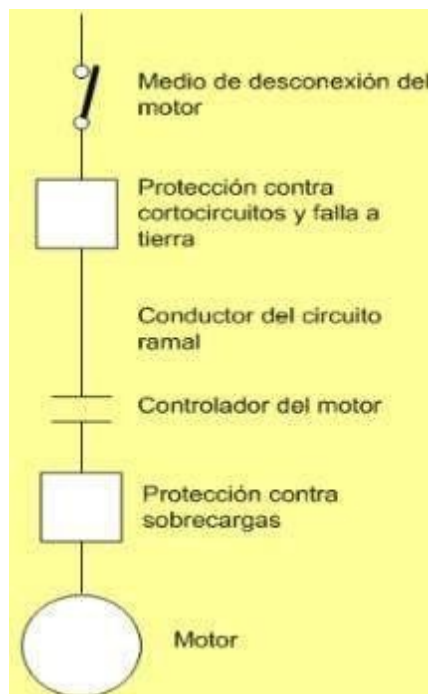 Medio de desconexión del
motor
Protección contra
cortocircuitos y falla a
tierra
Conductor del circuito
ramal
Controlador del motor
Protección contra
sobrecargas
Motor